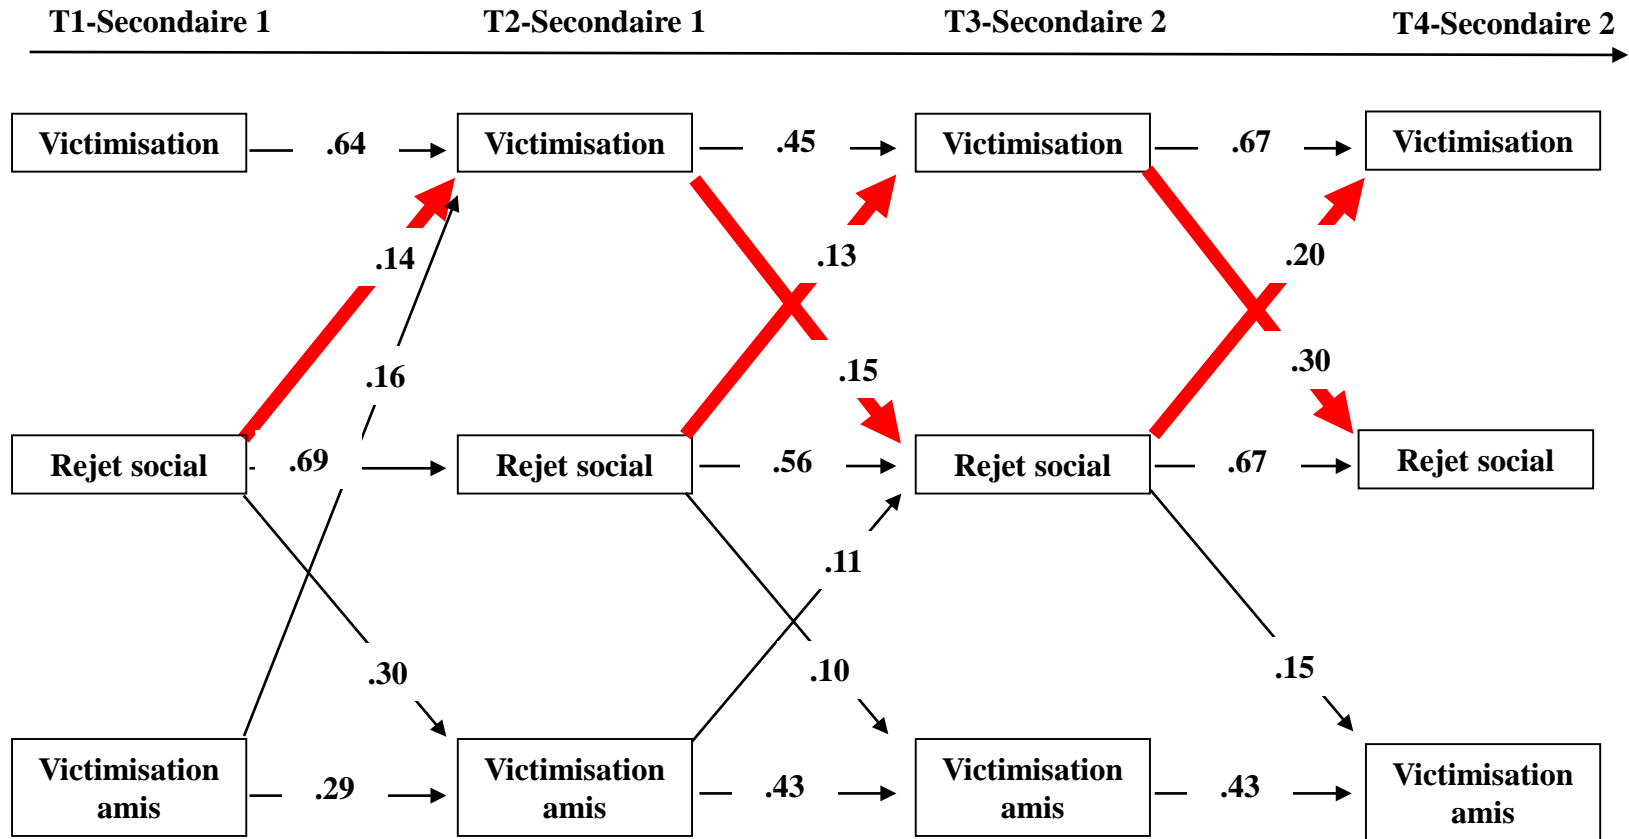 T1-Secondaire 1 T2-Secondaire 1 T3-Secondaire 2 T4-Secondaire 2
Victimisation .64 Victimisation .45 Victimisation .67 Victimisation
.14 .13 .20
.16 .15 .30
Rejet social .69 Rejet social .56 Rejet social .67 Rejet social
.11
.30 .10 .15
Victimisation amis .29 Victimisation amis .43 Victimisation amis .43 Victimisation amis